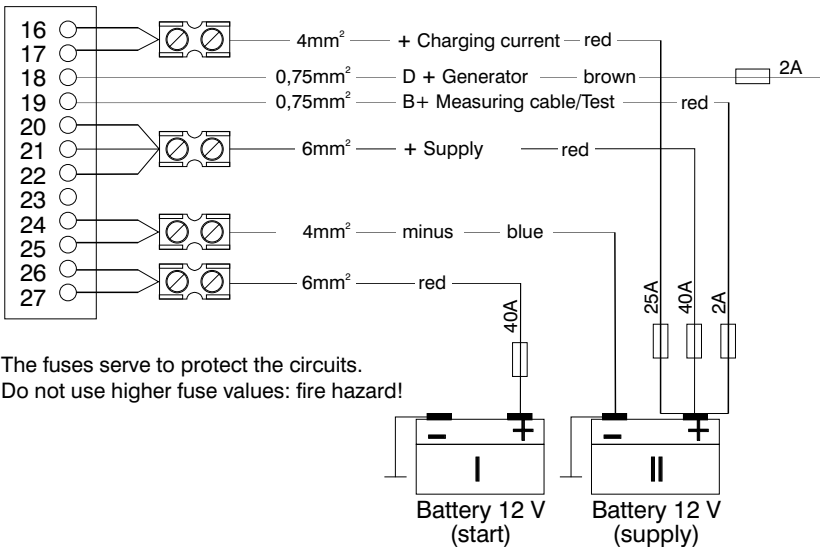 16
17
18
19
20
21
22
23
24
25
26
27
4mm² + Charging current red
0,75mm² D + Generator brown 2A
0,75mm² B+ Measuring cable/Test red
6mm² + Supply red
4mm² minus blue
6mm² red
40A
25A
40A
2A
The fuses serve to protect the circuits.
Do not use higher fuse values: fire hazard!
– +
I
– +
II
Battery 12 V
(start)
Battery 12 V
(supply)